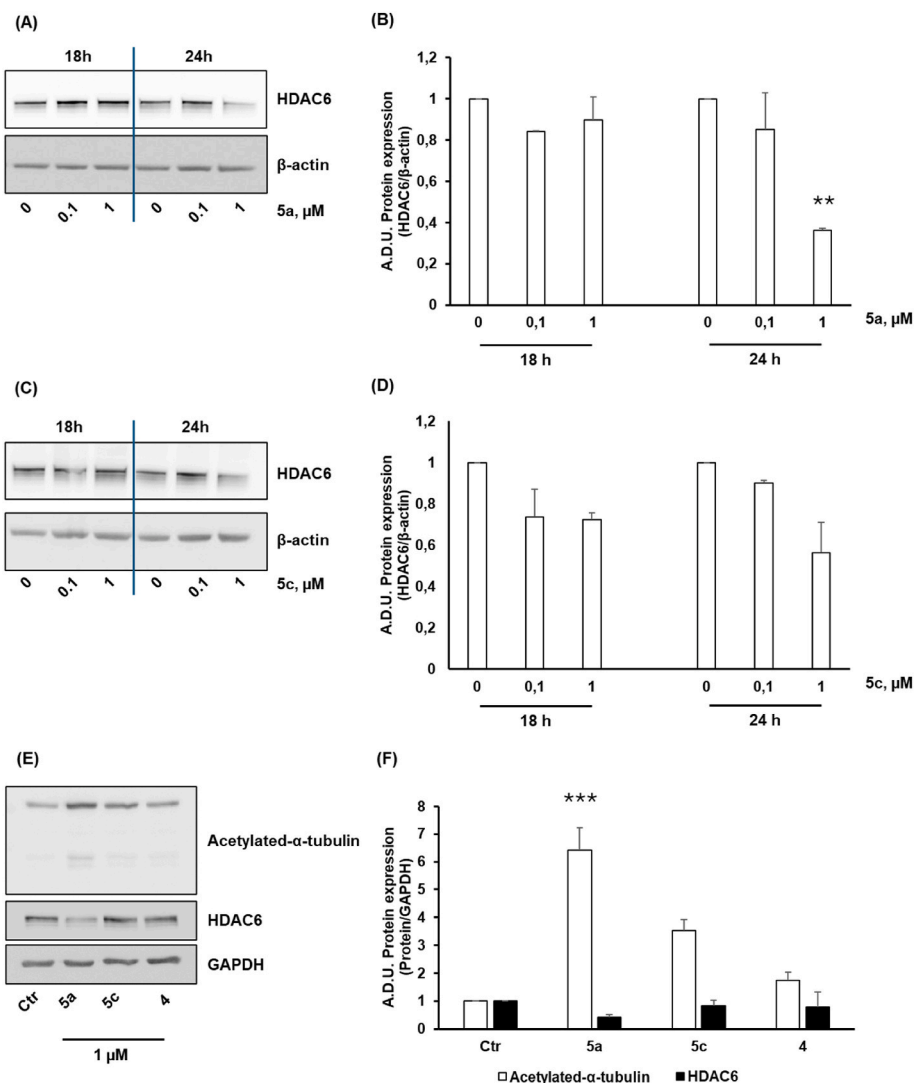 (A)
18h 24h
HDAC6
β-actin
0 0.1 1 0 0.1 1 5a, µM
(B)
1,2
1
0,8
0,6
0,4
0,2
0
A.D.U. Protein expression
(HDAC6/β-actin)
**
0 0,1 1 0 0,1 1 5a, µM
18 h 24 h
(C)
18h 24h
HDAC6
β-actin
0 0.1 1 0 0.1 1 5c, µM
(D)
1,2
1
0,8
0,6
0,4
0,2
0
A.D.U. Protein expression
(HDAC6/β-actin)
0 0,1 1 0 0,1 1 5c, µM
18 h 24 h
(E)
Acetylated-α-tubulin
HDAC6
GAPDH
Ctr 5a 5c 4
1 µM
(F)
8
7
6
5
4
3
2
1
0
A.D.U. Protein expression
(Protein/GAPDH)
***
Ctr 5a 5c 4
Acetylated-α-tubulin HDAC6